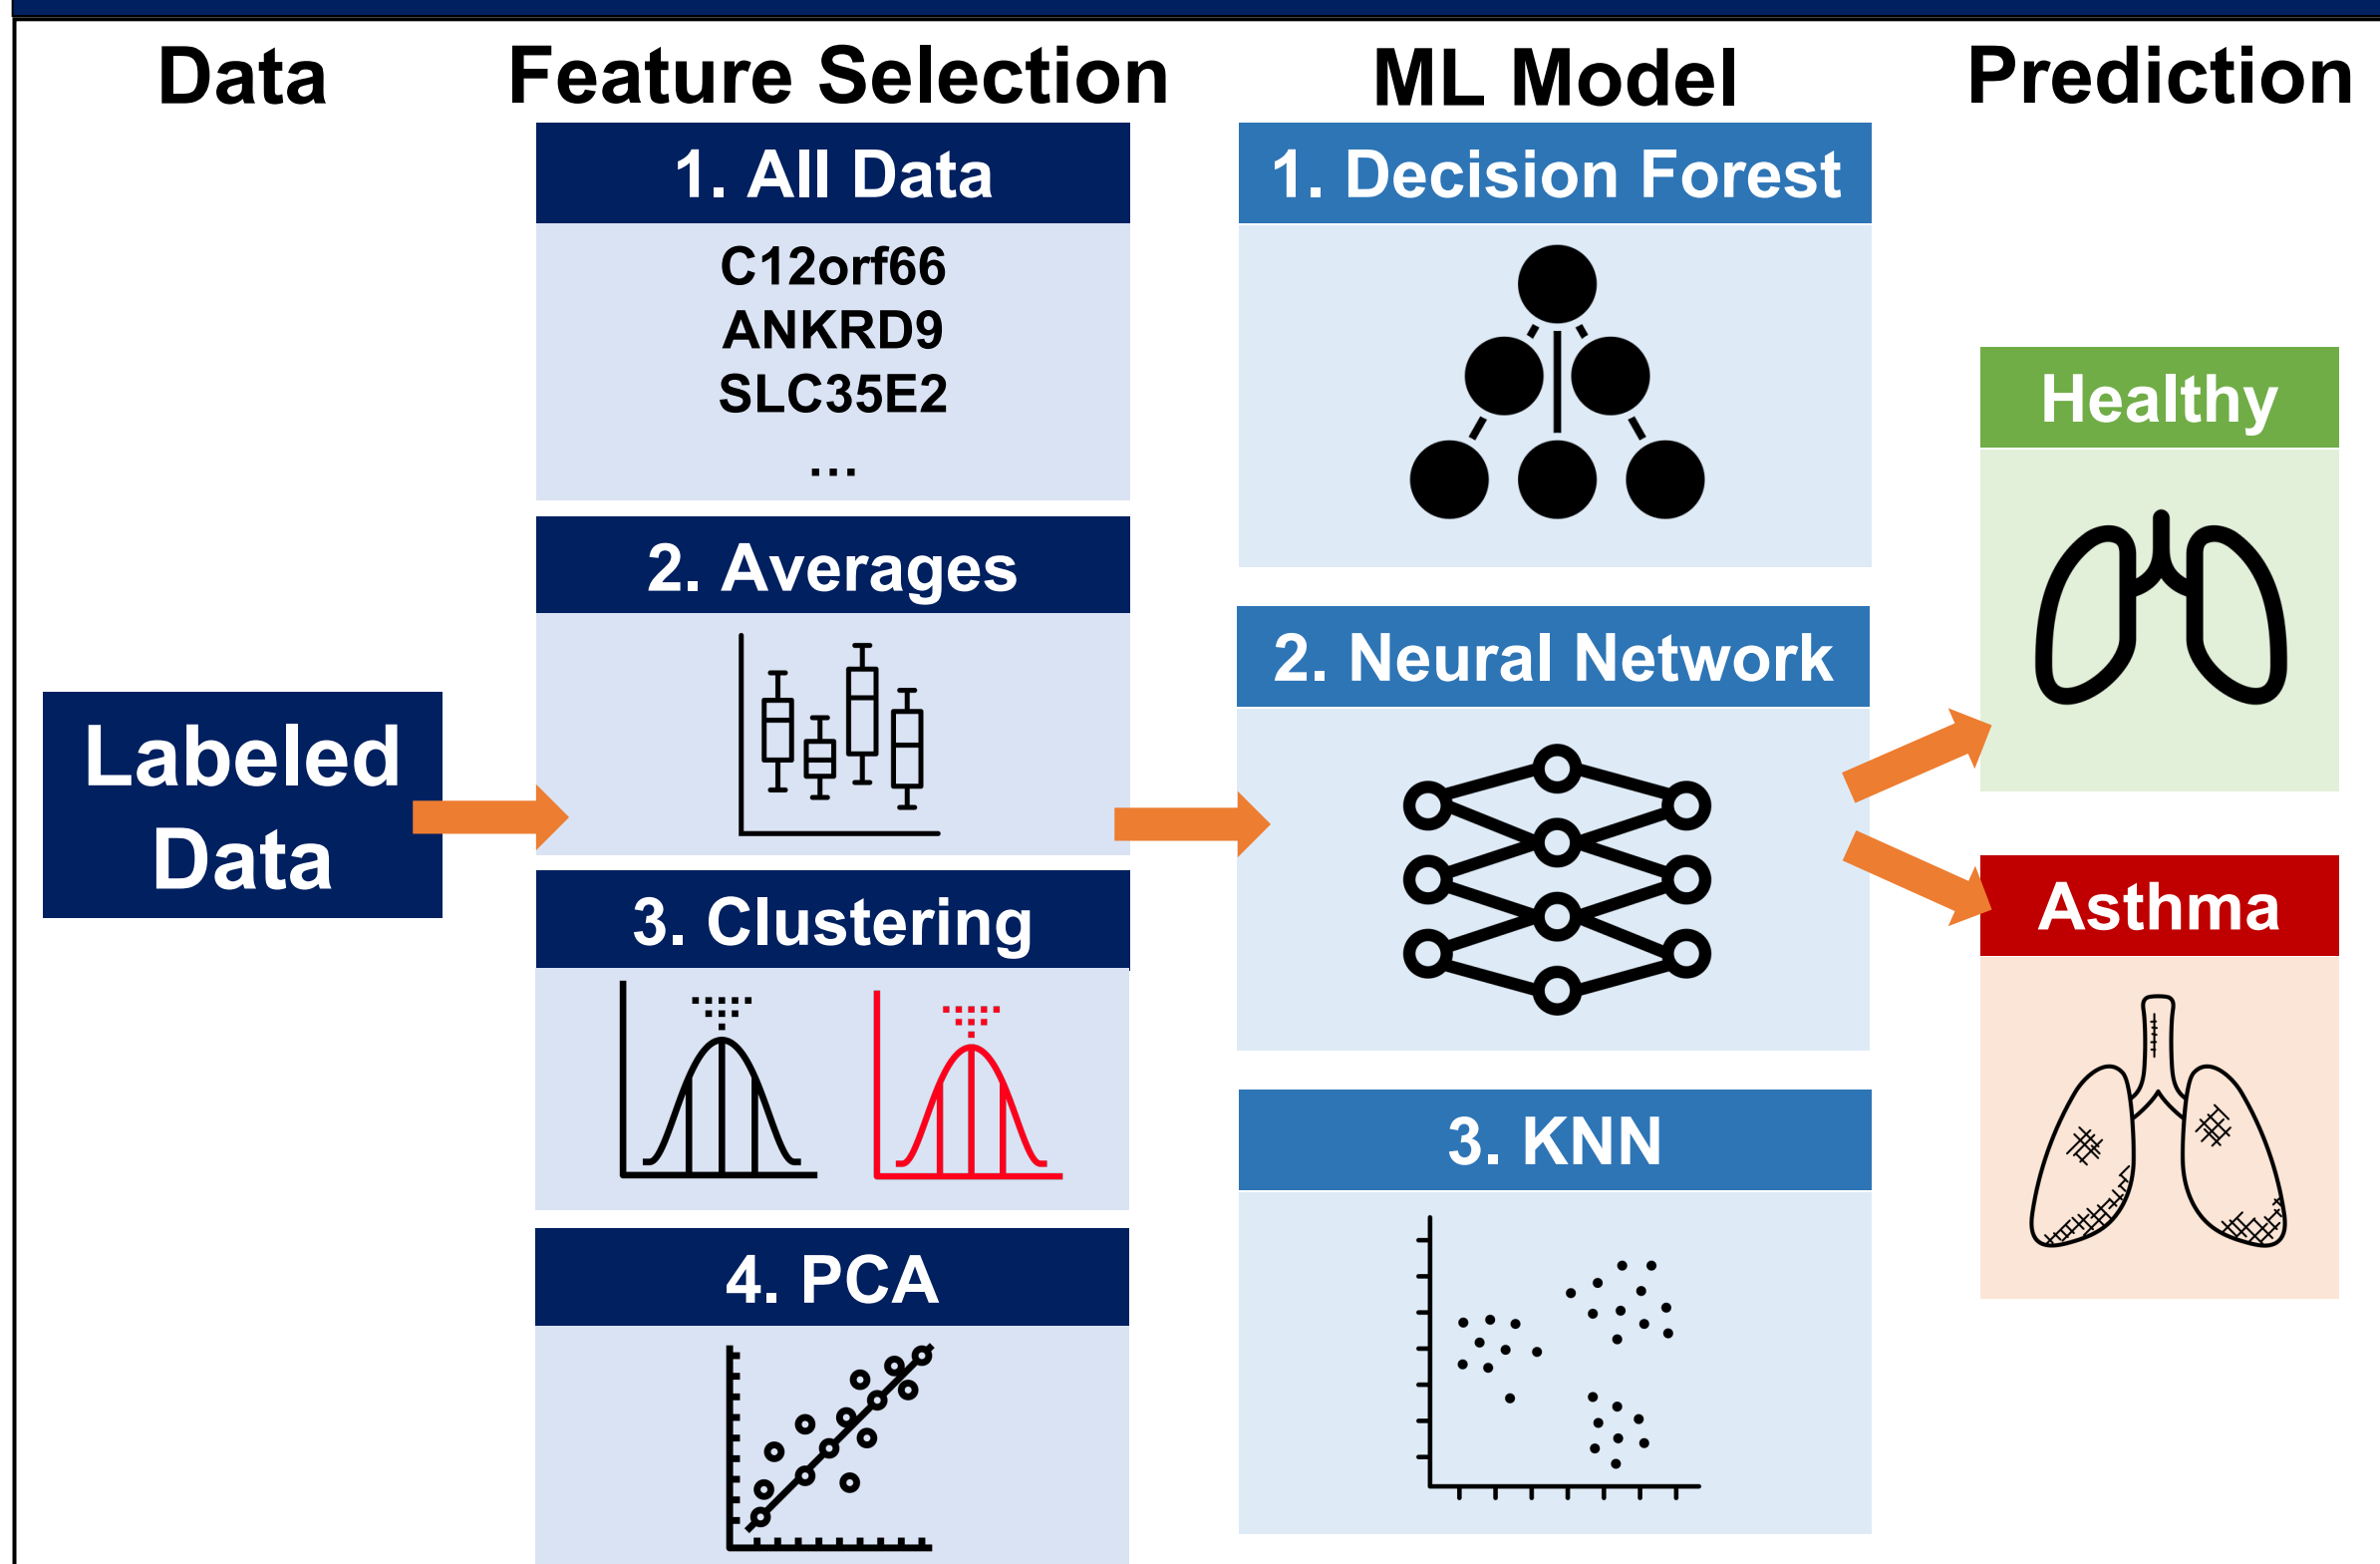 Data
Feature Selection
ML Model
Prediction
Labeled
Data
1. All Data
C12orf66
ANKRD9
SLC35E2
...
2. Averages
3. Clustering
4. PCA
1. Decision Forest
2. Neural Network
3. KNN
Healthy
Asthma